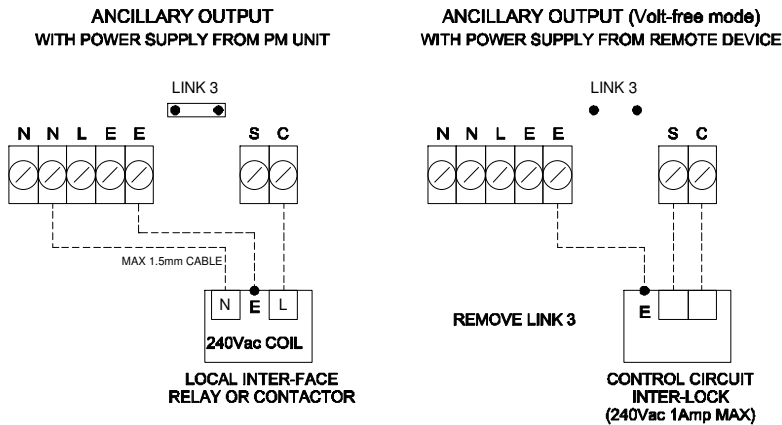 ANCILLARY OUTPUT
WITH POWER SUPPLY FROM PM UNIT
LINK 3
N N L E E S C
MAX 1.5mm CABLE
N E L
240Vac COIL
LOCAL INTER-FACE
RELAY OR CONTACTOR
ANCILLARY OUTPUT (Volt-free mode)
WITH POWER SUPPLY FROM REMOTE DEVICE
LINK 3
N N L E E S C
E
REMOVE LINK 3
CONTROL CIRCUIT
INTER-LOCK
(240Vac 1Amp MAX)